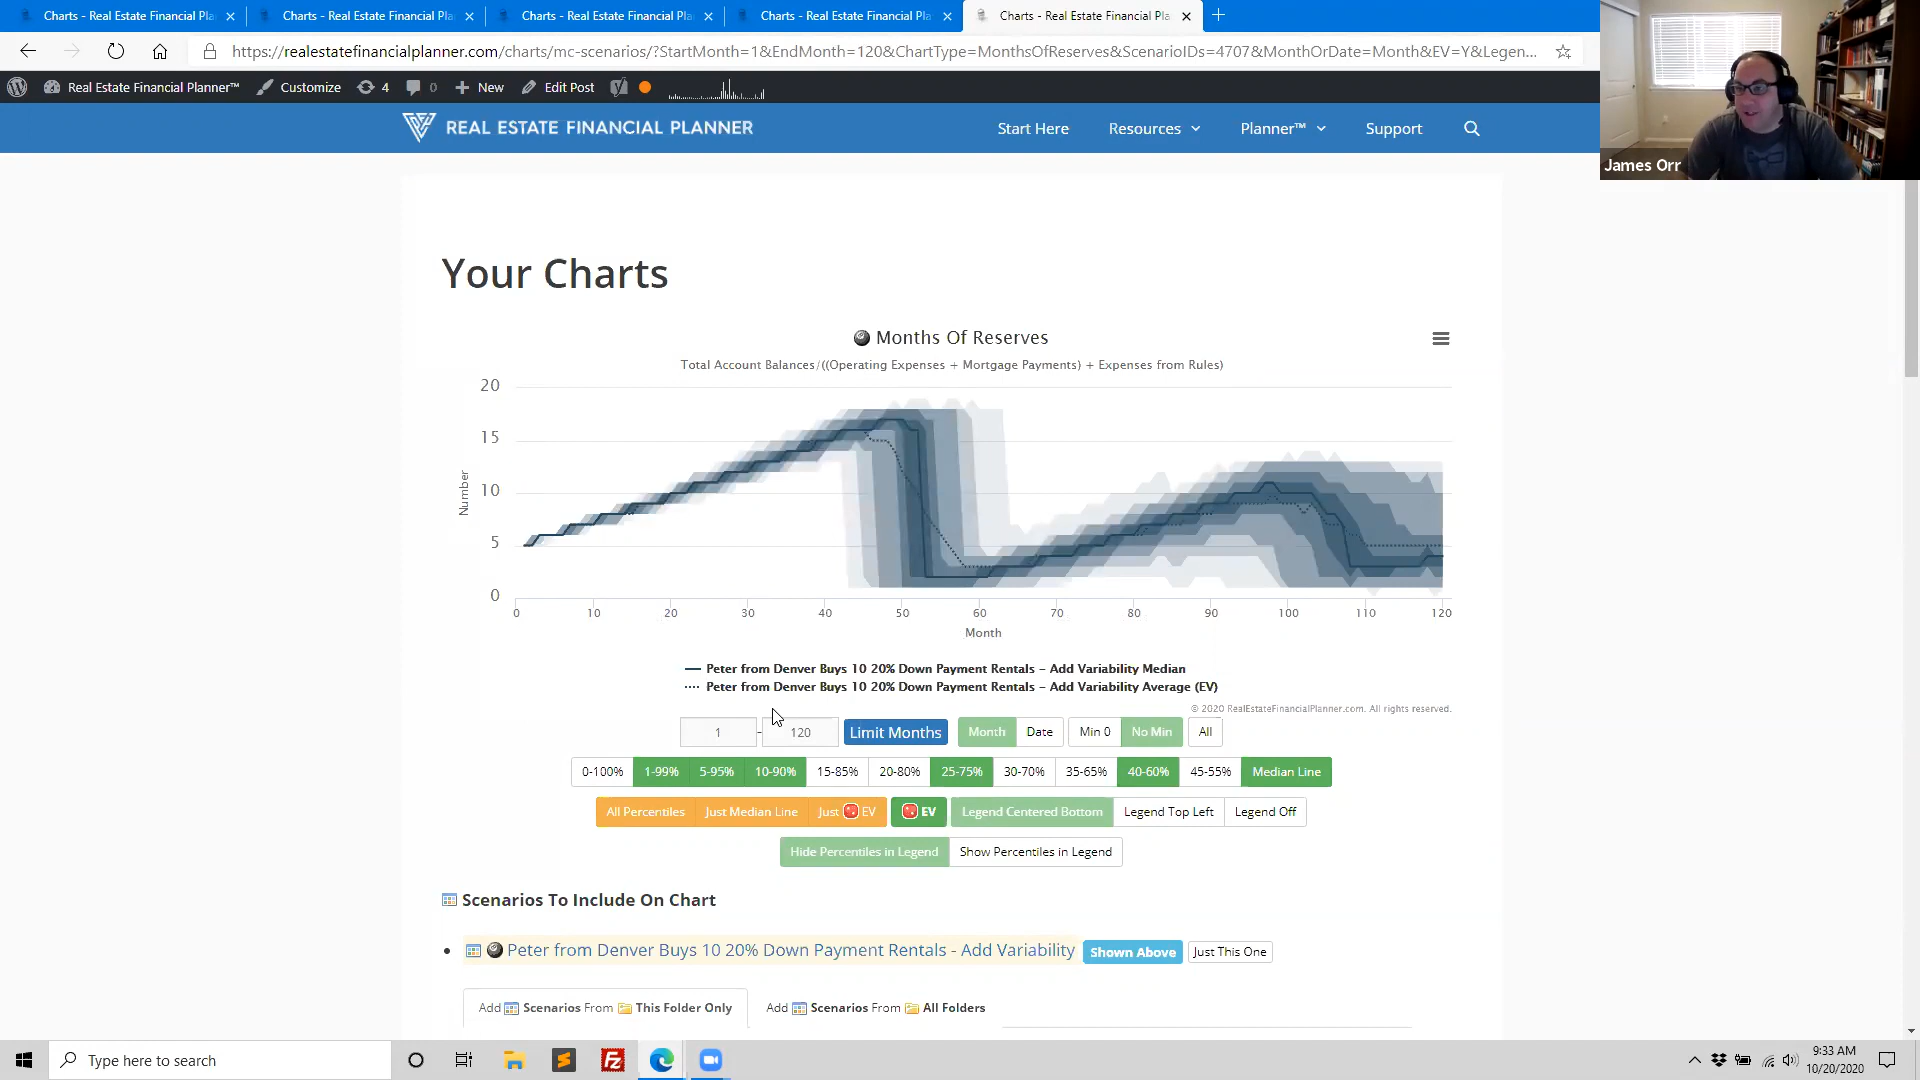 Charts - Real Estate Financial Pla
Charts - Real Estate Financial Pla
Charts - Real Estate Financial Pla
Charts - Real Estate Financial Pla
Charts - Real Estate Financial Pla
https://realestatefinancialplanner.com/charts/mc-scenarios/?StartMonth=1&EndMonth=120&ChartType=MonthsOfReserves&ScenarioIDs=4707&MonthOrDate=Month&EV=Y&Legen...
Real Estate Financial Planner™ Customize 4 0 New Edit Post
REAL ESTATE FINANCIAL PLANNER Start Here Resources Planner™ Support
James Orr
Your Charts
Months Of Reserves
Total Account Balances/((Operating Expenses + Mortgage Payments) + Expenses from Rules)
20
15
10
5
0
Number
0 10 20 30 40 50 60 70 80 90 100 110 120
Month
Peter from Denver Buys 10 20% Down Payment Rentals - Add Variability Median
Peter from Denver Buys 10 20% Down Payment Rentals - Add Variability Average (EV)
© 2020 RealEstateFinancialPlanner.com. All rights reserved.
1 - 120 Limit Months Month Date Min 0 No Min All
0-100% 1-99% 5-95% 10-90% 15-85% 20-80% 25-75% 30-70% 35-65% 40-60% 45-55% Median Line
All Percentiles Just Median Line Just EV EV Legend Centered Bottom Legend Top Left Legend Off
Hide Percentiles in Legend Show Percentiles in Legend
Scenarios To Include On Chart
Peter from Denver Buys 10 20% Down Payment Rentals - Add Variability Shown Above Just This One
Add Scenarios From This Folder Only Add Scenarios From All Folders
Type here to search
9:33 AM
10/20/2020